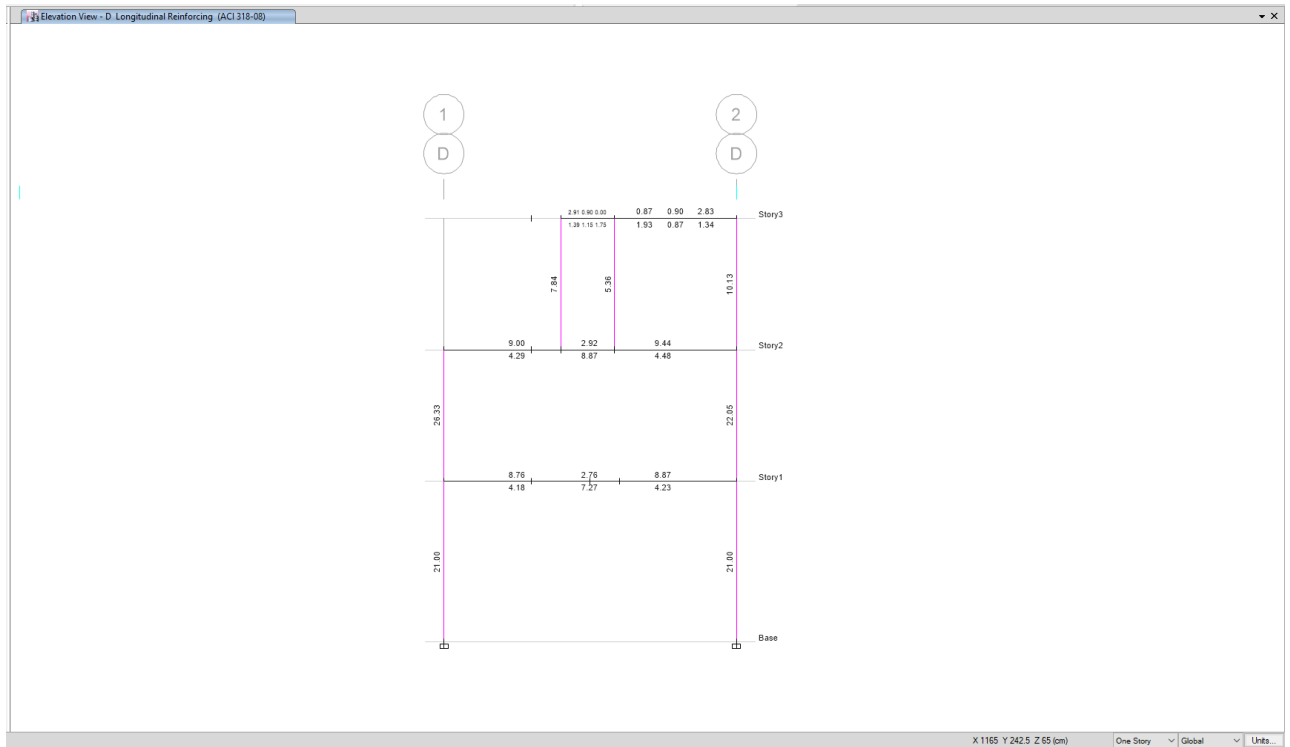 Elevation View - D Longitudinal Reinforcing (ACI 318-08)
1 2
D D
2.91 0.90 0.00 0.87 0.90 2.83 Story3
1.39 1.15 1.75 1.93 0.87 1.34
7.84 5.36 10.13
9.00 2.92 9.44 Story2
4.29 8.87 4.48
26.33 22.05
8.76 2.76 8.87 Story1
4.18 7.27 4.23
21.00 21.00
Base
X 1165 Y 242.5 Z 65 (cm) One Story Global Units...